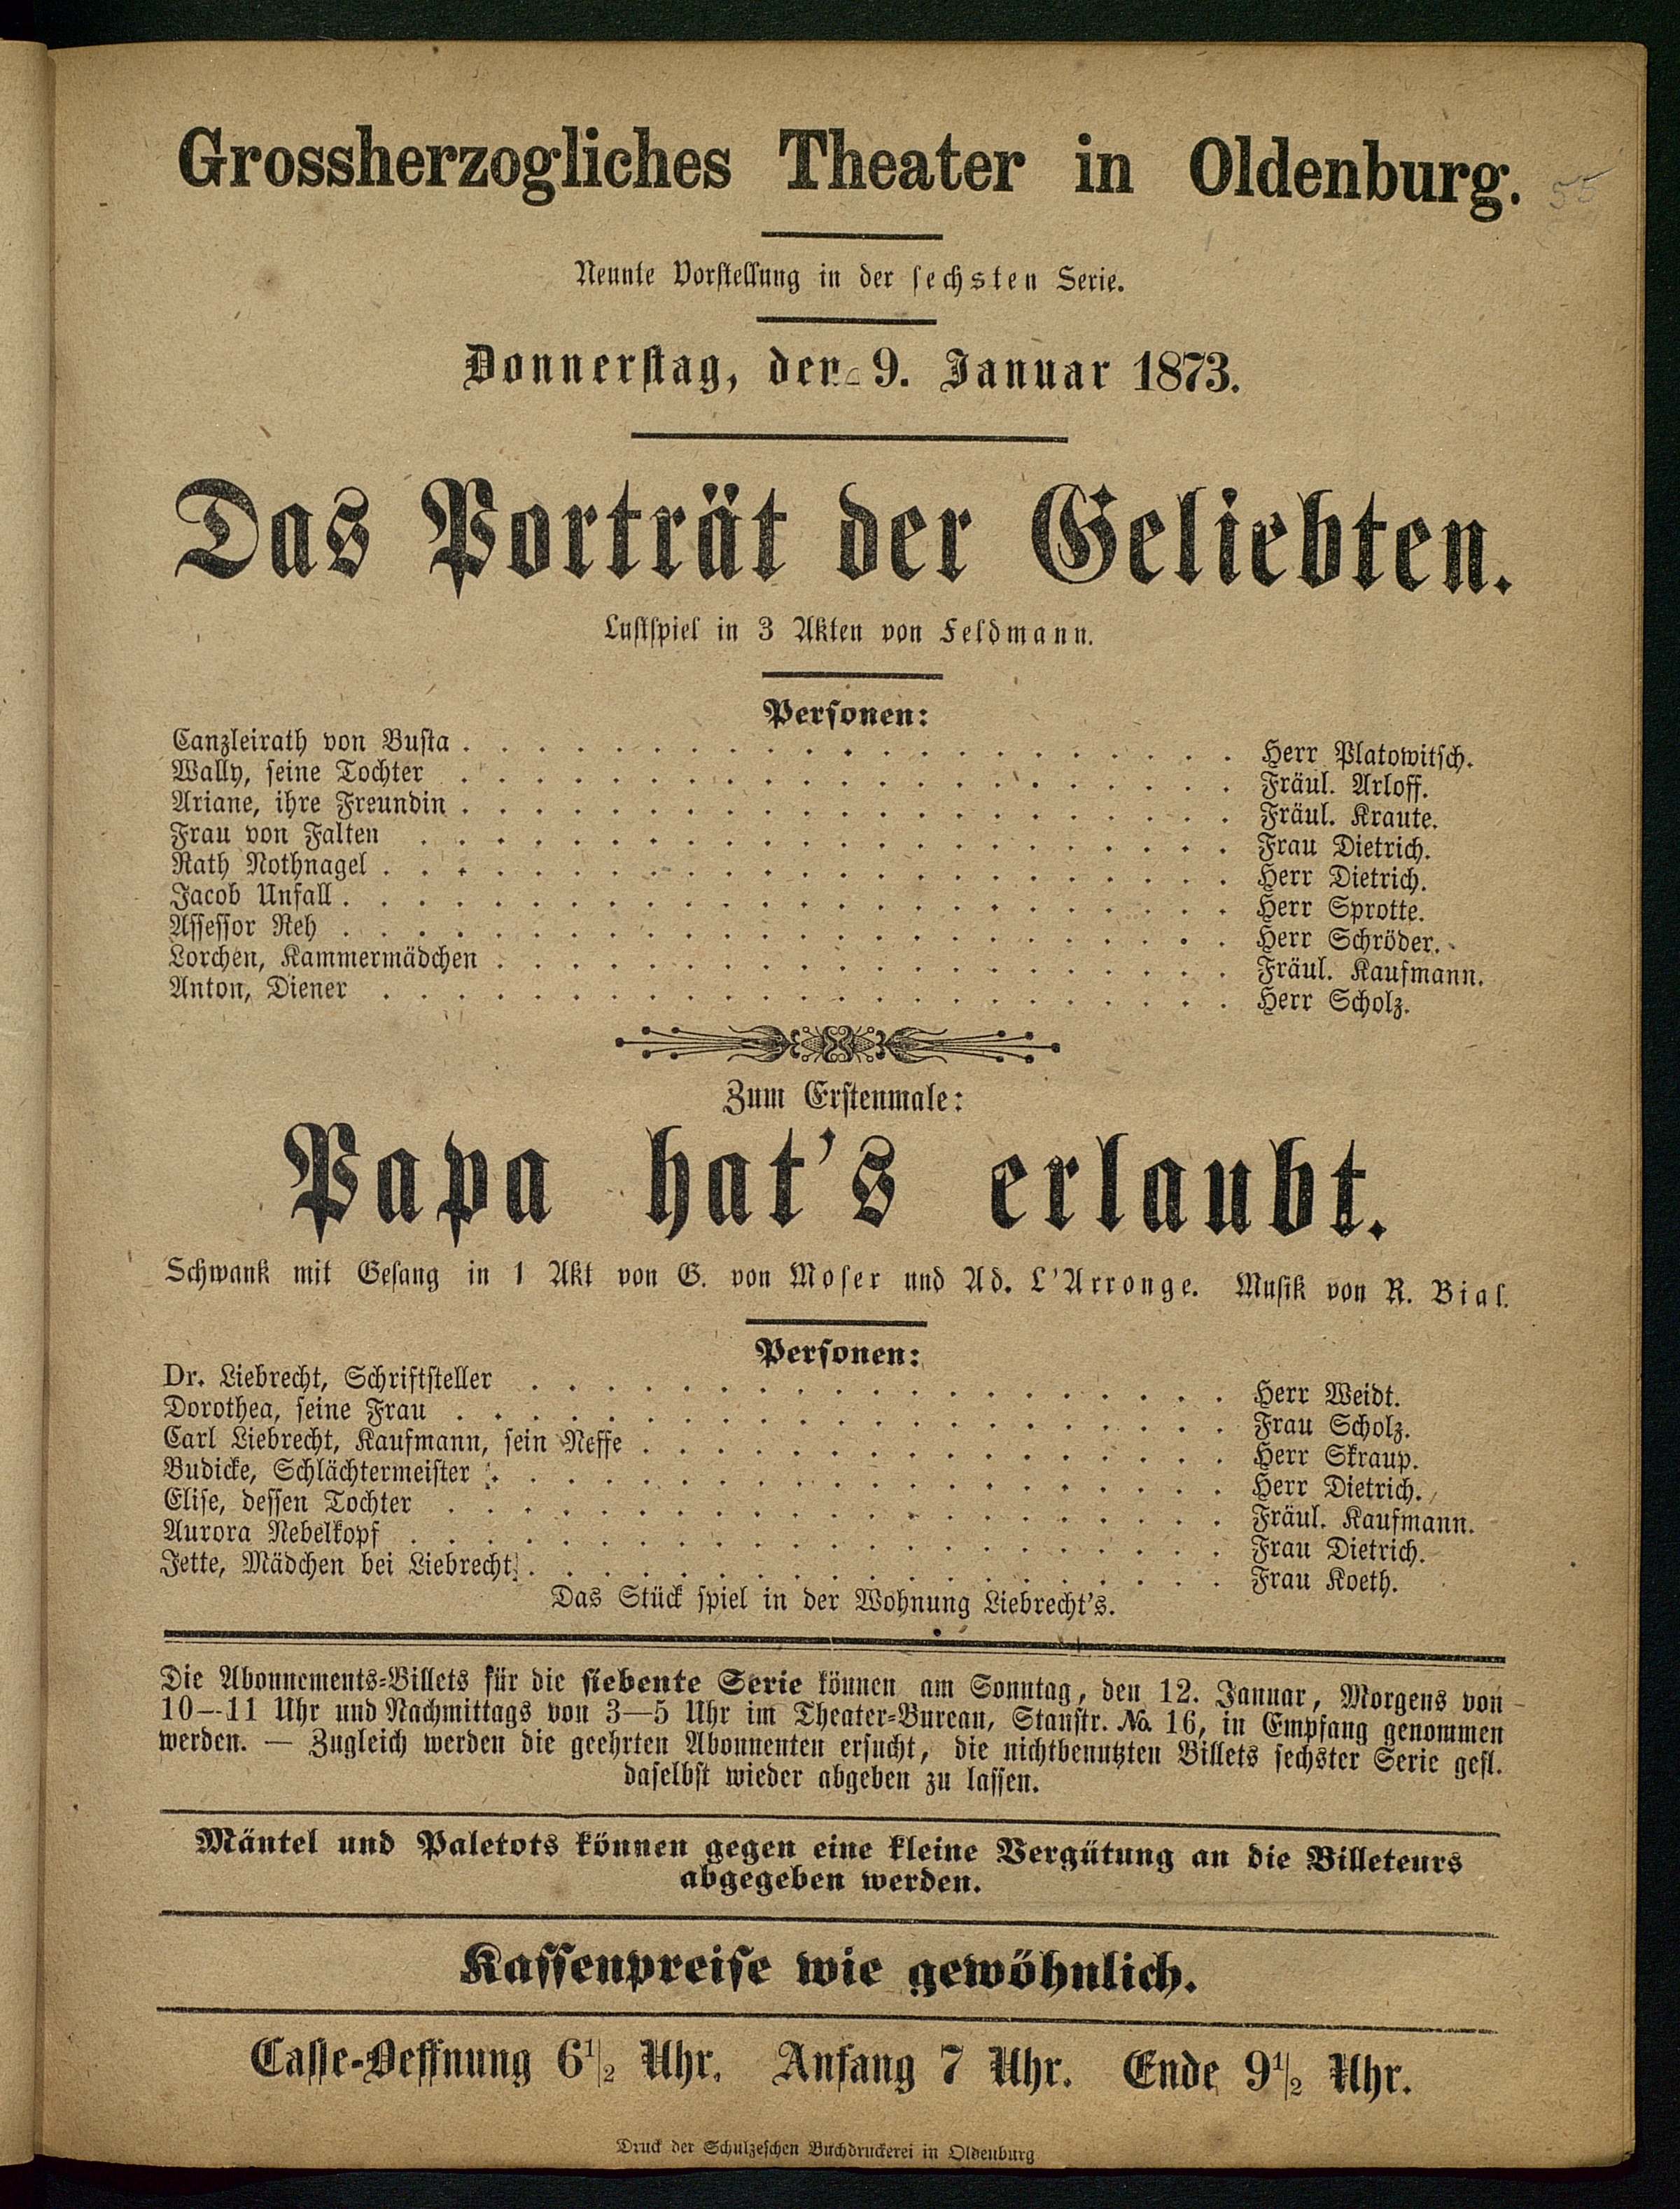 Grossherzogliches Theater in Oldenburg.
55
Neunte Vorstellung in der sechsten Serie.
Donnerstag, den 9. Januar 1873.
Das Porträt der Geliebten.
Lustspiel in 3 Akten von Feldmann.
Personen:
Canzleirath von Busta . . . . . . . . . . . . . . . . . . . . . Herr Platowitsch.
Wally, seine Tochter . . . . . . . . . . . . . . . . . . . . . Fräul. Arloff.
Ariane, ihre Freundin . . . . . . . . . . . . . . . . . . . . . Fräul. Kraute.
Frau von Falten . . . . . . . . . . . . . . . . . . . . . . Frau Dietrich.
Rath Nothnagel . . . . . . . . . . . . . . . . . . . . . . . Herr Dietrich.
Jacob Unfall . . . . . . . . . . . . . . . . . . . . . . . . Herr Sprotte.
Assessor Reh . . . . . . . . . . . . . . . . . . . . . . . . Herr Schröder.
Lorchen, Kammermädchen . . . . . . . . . . . . . . . . . . . . Fräul. Kaufmann.
Anton, Diener . . . . . . . . . . . . . . . . . . . . . . . Herr Scholz.
Zum Erstenmale:
Papa hat's erlaubt.
Schwank mit Gesang in 1 Akt von G. von Moser und Ad. L'Arronge. Musik von R. Bial.
Personen:
Dr. Liebrecht, Schriftsteller . . . . . . . . . . . . . . . . . . . Herr Weidt.
Dorothea, seine Frau . . . . . . . . . . . . . . . . . . . . . Frau Scholz.
Carl Liebrecht, Kaufmann, sein Neffe . . . . . . . . . . . . . . . . Herr Skraup.
Budicke, Schlächtermeister . . . . . . . . . . . . . . . . . . . . Herr Dietrich.
Elise, dessen Tochter . . . . . . . . . . . . . . . . . . . . . Fräul. Kaufmann.
Aurora Nebelkopf . . . . . . . . . . . . . . . . . . . . . . Frau Dietrich.
Jette, Mädchen bei Liebrecht . . . . . . . . . . . . . . . . . . . Frau Koeth.
Das Stück spiel in der Wohnung Liebrecht's.
Die Abonnements-Billets für die siebente Serie können am Sonntag, den 12. Januar, Morgens von
10—11 Uhr und Nachmittags von 3—5 Uhr im Theater-Bureau, Staustr. No. 16, in Empfang genommen
werden. — Zugleich werden die geehrten Abonnenten ersucht, die nichtbenutzten Billets sechster Serie gefl.
daselbst wieder abgeben zu lassen.
Mäntel und Paletots können gegen eine kleine Vergütung an die Billeteurs
abgegeben werden.
Kassenpreise wie gewöhnlich.
Casse-Oeffnung 6½ Uhr. Anfang 7 Uhr. Ende 9½ Uhr.
Druck der Schulzeschen Buchdruckerei in Oldenburg